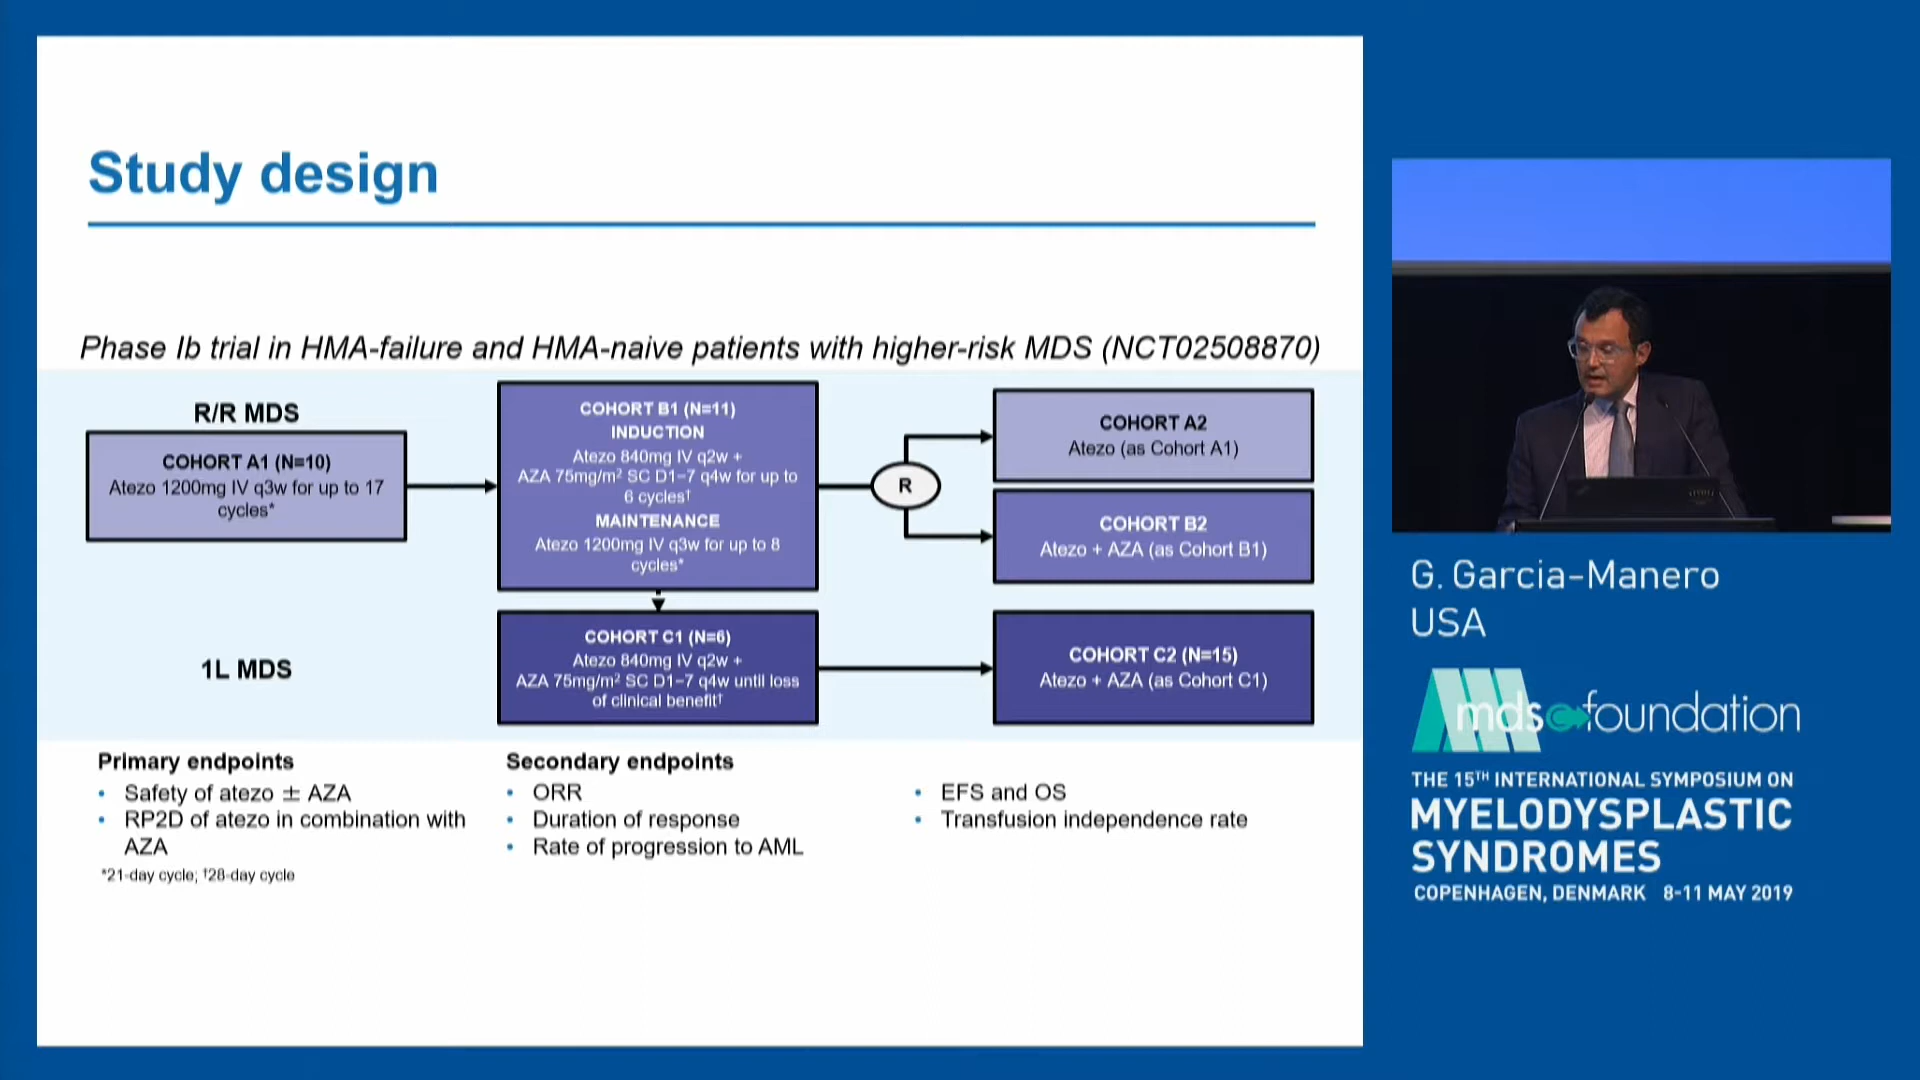 Study design
Phase Ib trial in HMA-failure and HMA-naive patients with higher-risk MDS (NCT02508870)
R/R MDS
COHORT A1 (N=10)
Atezo 1200mg IV q3w for up to 17
cycles*
COHORT B1 (N=11)
INDUCTION
Atezo 840mg IV q2w +
AZA 75mg/m² SC D1–7 q4w for up to
6 cycles†
MAINTENANCE
Atezo 1200mg IV q3w for up to 8
cycles*
R
COHORT A2
Atezo (as Cohort A1)
COHORT B2
Atezo + AZA (as Cohort B1)
1L MDS
COHORT C1 (N=6)
Atezo 840mg IV q2w +
AZA 75mg/m² SC D1–7 q4w until loss
of clinical benefit†
COHORT C2 (N=15)
Atezo + AZA (as Cohort C1)
Primary endpoints
• Safety of atezo ± AZA
• RP2D of atezo in combination with
AZA
*21-day cycle; †28-day cycle
Secondary endpoints
• ORR
• Duration of response
• Rate of progression to AML
• EFS and OS
• Transfusion independence rate
G. Garcia-Manero
USA
mds foundation
THE 15TH INTERNATIONAL SYMPOSIUM ON
MYELODYSPLASTIC
SYNDROMES
COPENHAGEN, DENMARK 8-11 MAY 2019